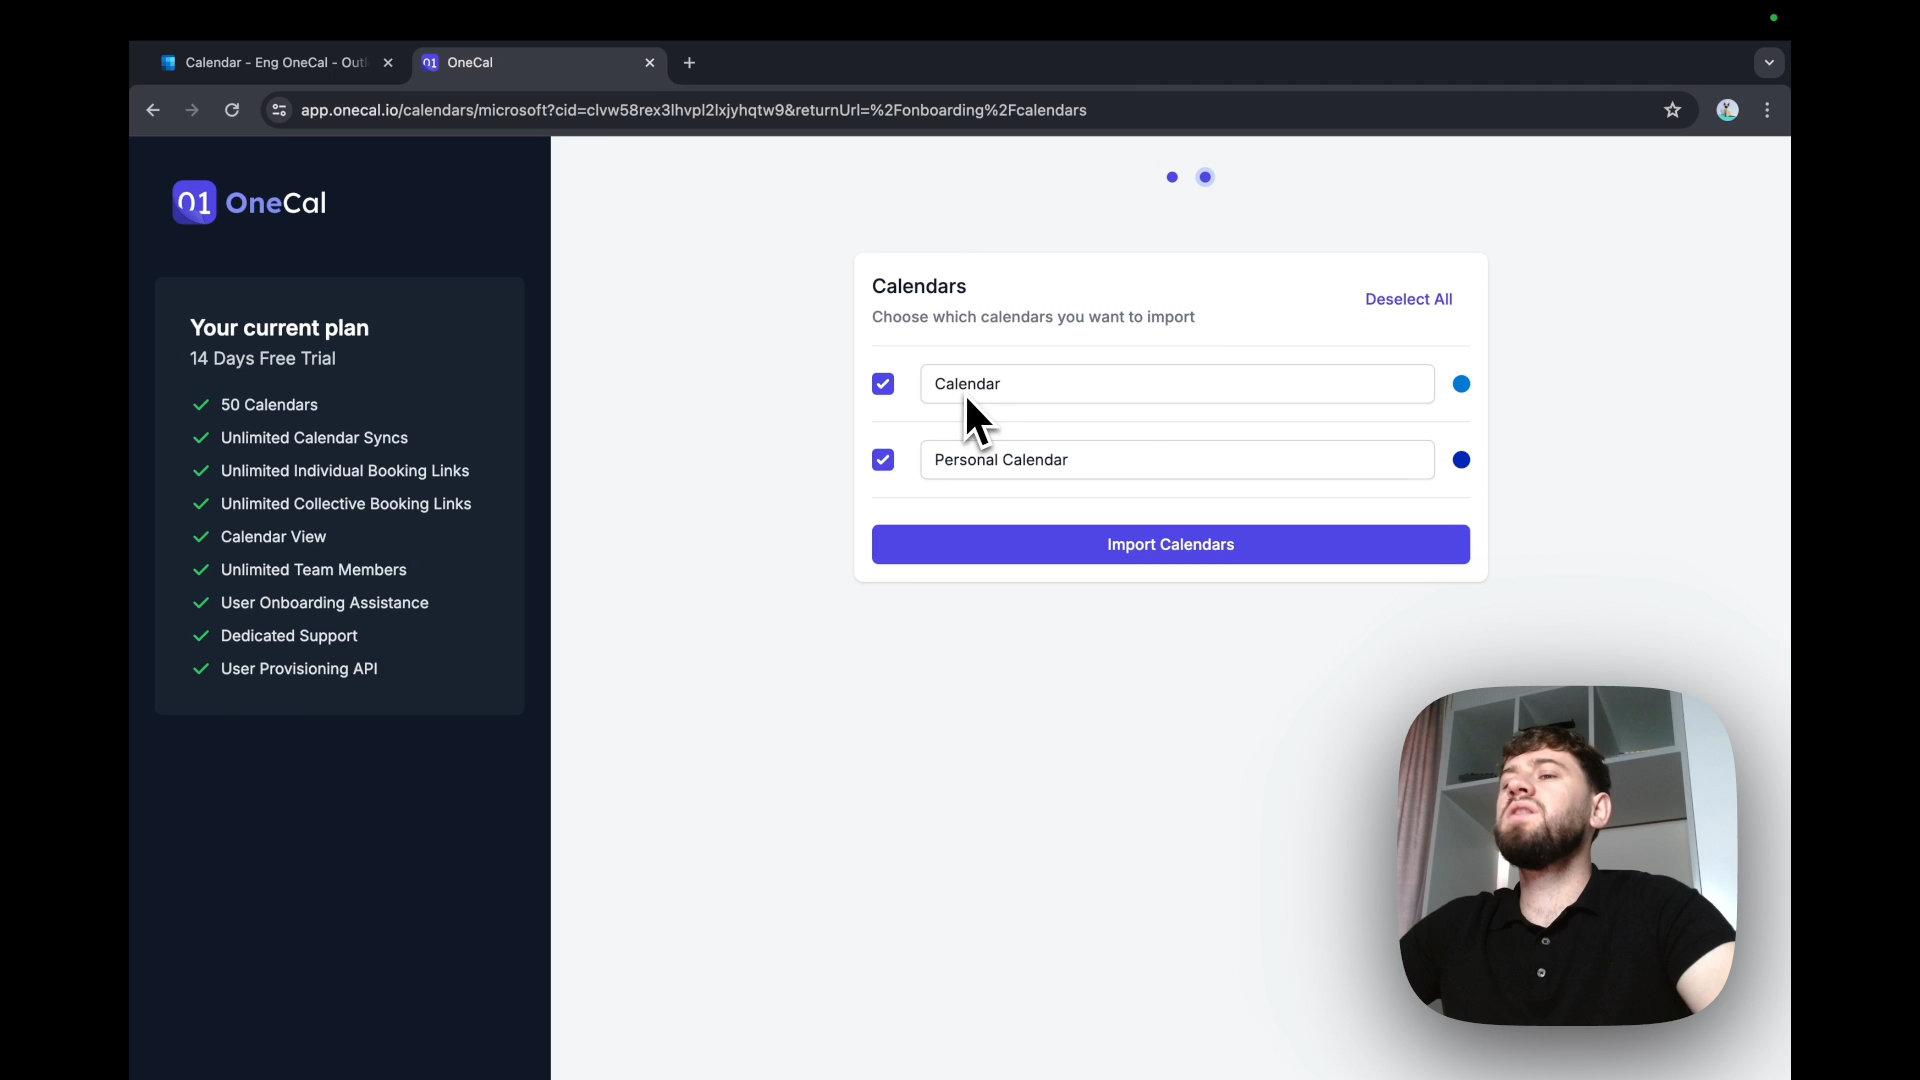 Calendar - Eng OneCal - Outl
01 OneCal
app.onecal.io/calendars/microsoft?cid=clvw58rex3lhvpl2lxjyhqtw9&returnUrl=%2Fonboarding%2Fcalendars
01 OneCal
Your current plan
14 Days Free Trial
50 Calendars
Unlimited Calendar Syncs
Unlimited Individual Booking Links
Unlimited Collective Booking Links
Calendar View
Unlimited Team Members
User Onboarding Assistance
Dedicated Support
User Provisioning API
Calendars
Choose which calendars you want to import
Deselect All
Calendar
Personal Calendar
Import Calendars